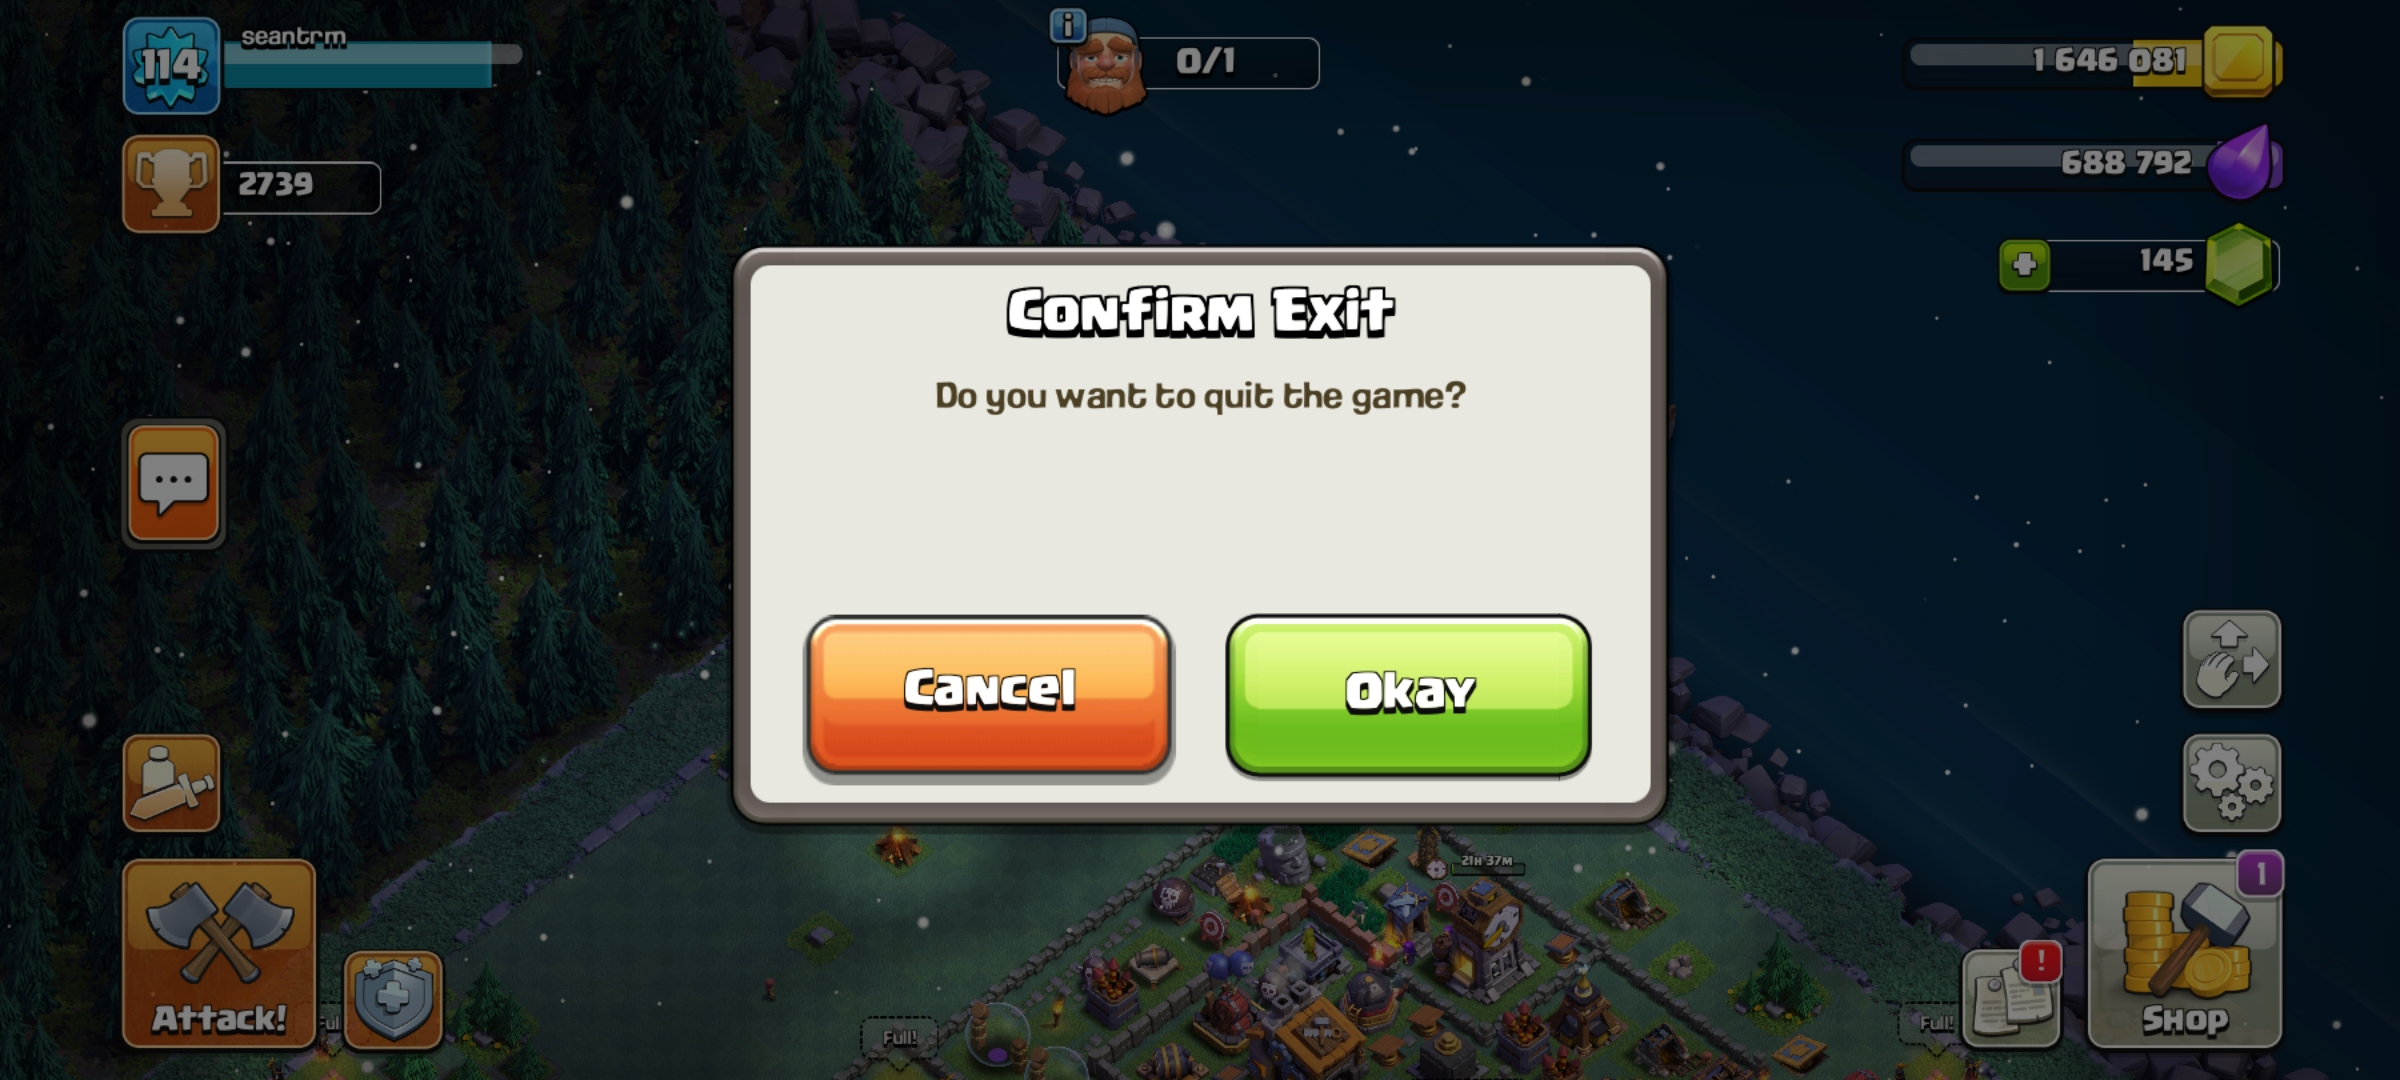 114
seantrm
0/1
1 646 081
2739
688 792
145
Confirm Exit
Do you want to quit the game?
Cancel
Okay
21H 37M
1
!
Attack!
Full!
Full!
Shop